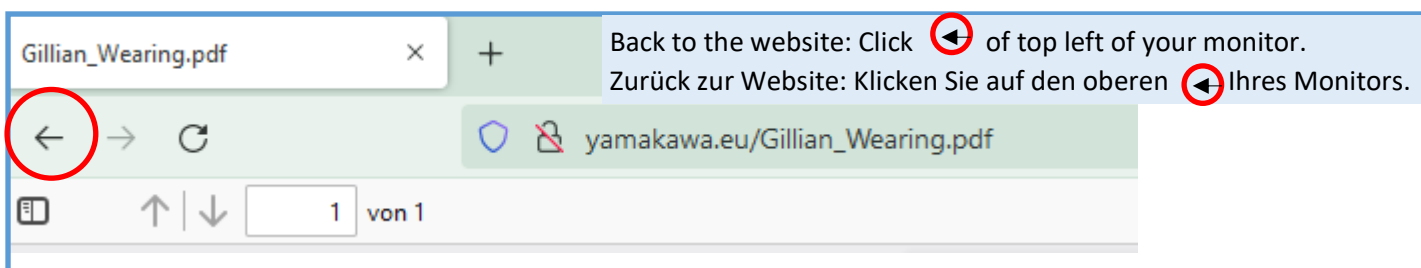 Gillian_Wearing.pdf
Back to the website: Click of top left of your monitor.
Zurück zur Website: Klicken Sie auf den oberen Ihres Monitors.
yamakawa.eu/Gillian_Wearing.pdf
1 von 1